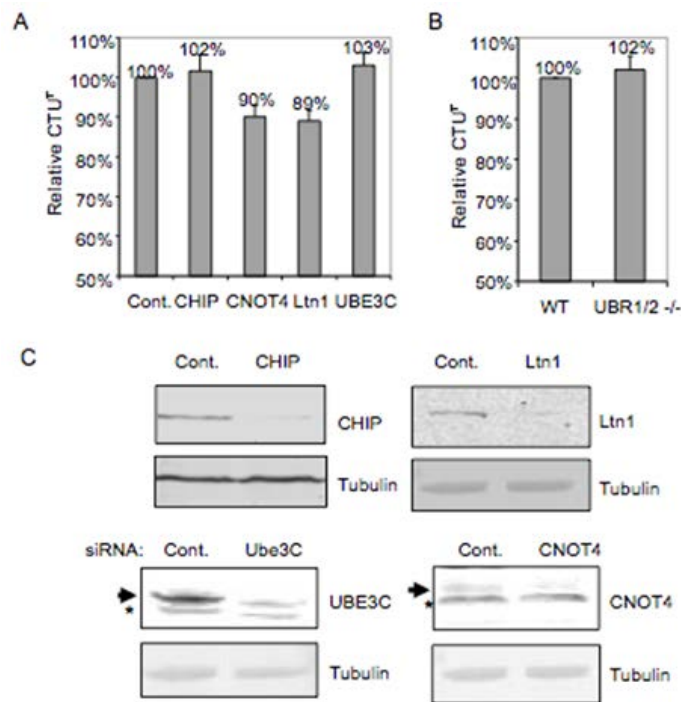 A
Relative CTUᵀ
110%
100%
90%
80%
70%
60%
50%
100%
102%
90%
89%
103%
Cont. CHIP CNOT4 Ltn1 UBE3C
B
Relative CTUᵀ
110%
100%
90%
80%
70%
60%
50%
100%
102%
WT UBR1/2 -/-
C
Cont. CHIP
CHIP
Tubulin
Cont. Ltn1
Ltn1
Tubulin
siRNA: Cont. Ube3C
*
UBE3C
Tubulin
Cont. CNOT4
*
CNOT4
Tubulin